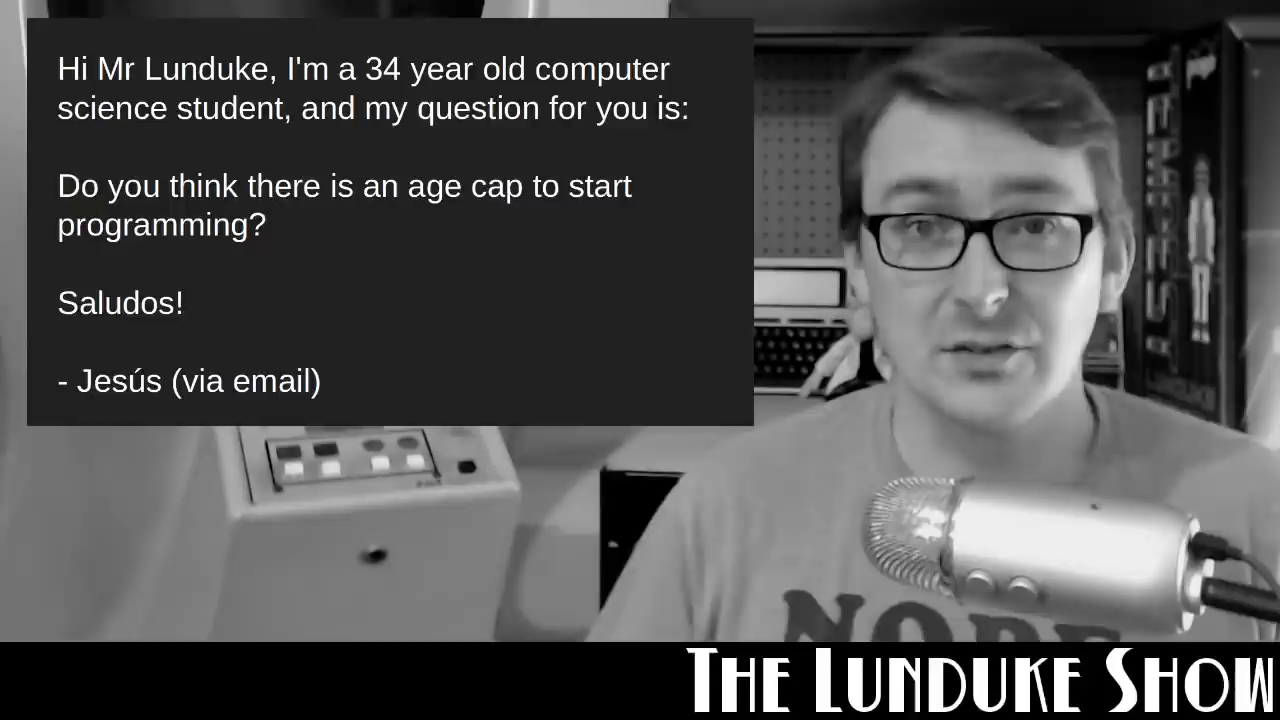 Hi Mr Lunduke, I'm a 34 year old computer
science student, and my question for you is:
Do you think there is an age cap to start
programming?
Saludos!
- Jesús (via email)
NOPE
THE LUNDUKE SHOW